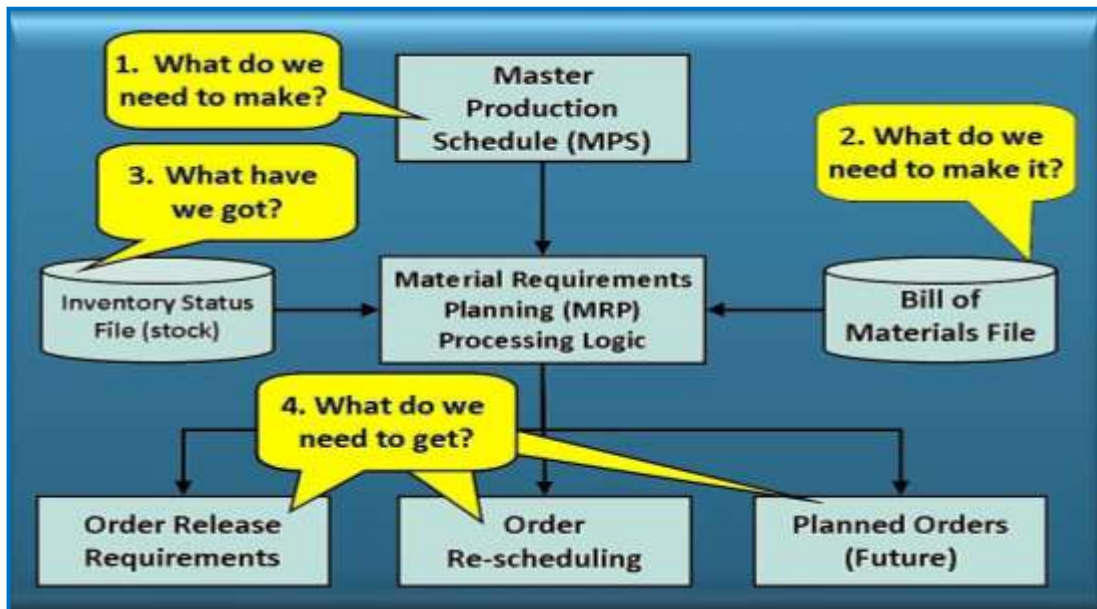 1. What do we
need to make?
Master
Production
Schedule (MPS)
2. What do we
need to make it?
3. What have
we got?
Inventory Status
File (stock)
Material Requirements
Planning (MRP)
Processing Logic
Bill of
Materials File
4. What do we
need to get?
Order Release
Requirements
Order
Re-scheduling
Planned Orders
(Future)